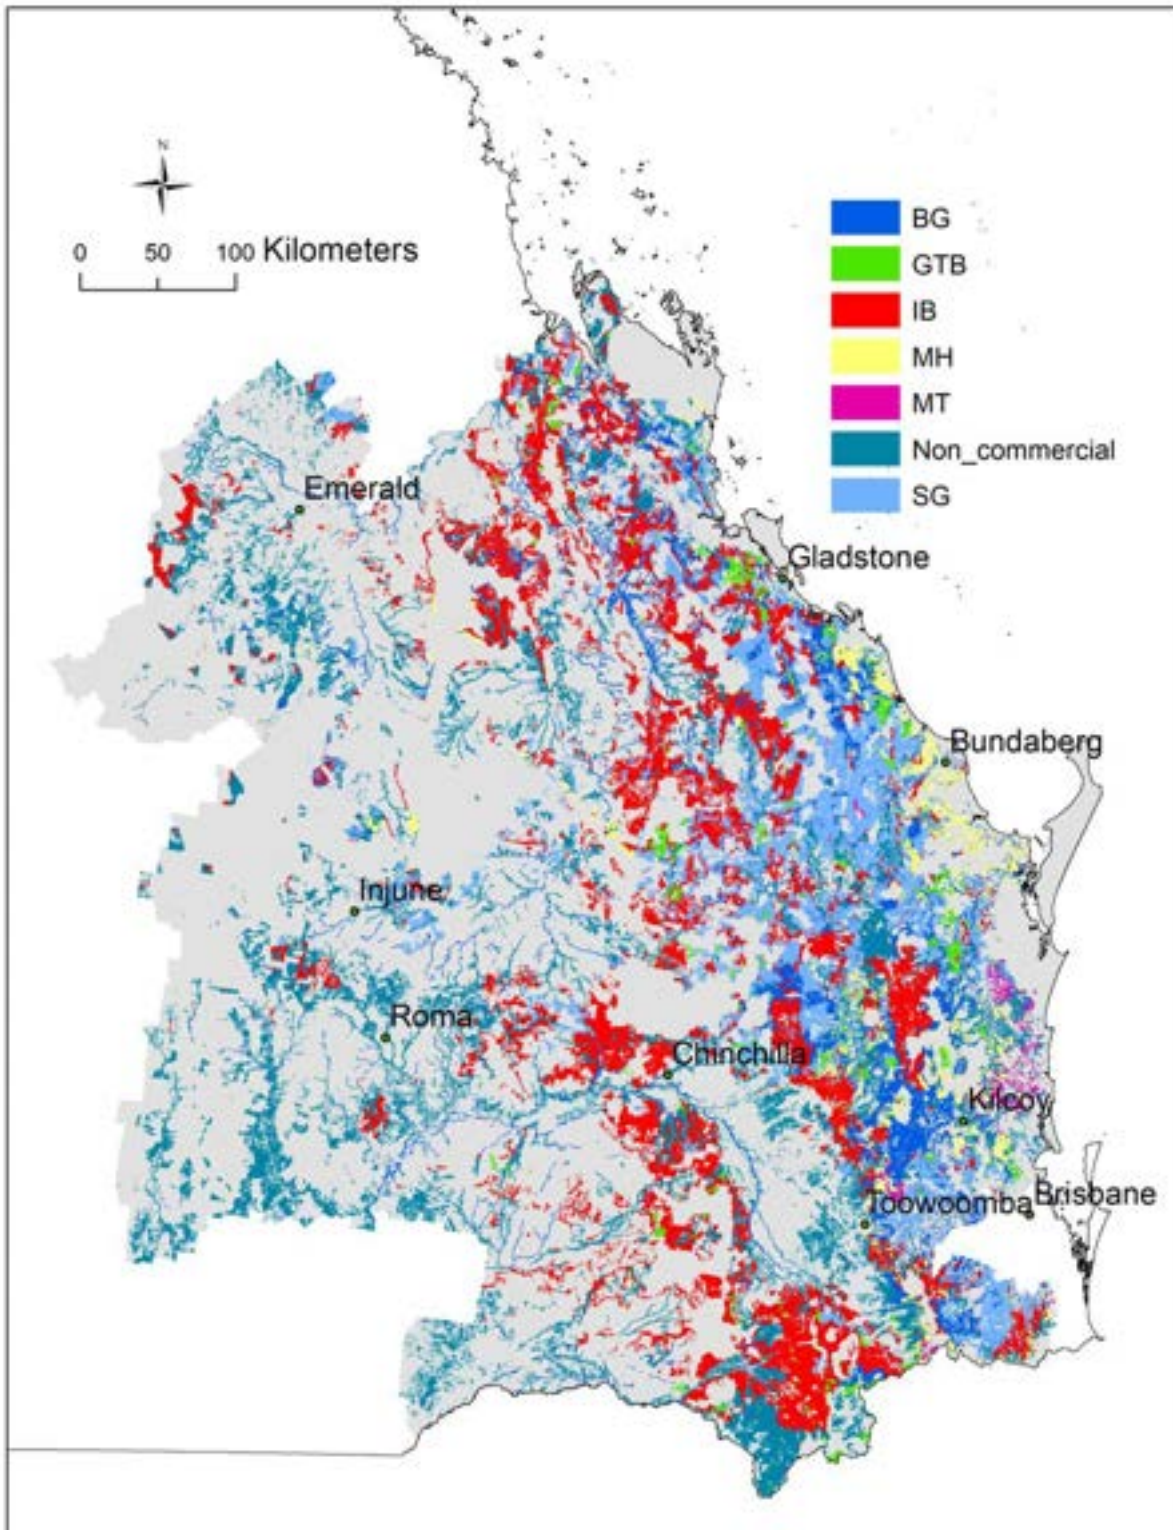 N
0 50 100 Kilometers
BG
GTB
IB
MH
MT
Non_commercial
SG
Emerald
Gladstone
Bundaberg
Injune
Roma
Chinchilla
Kilcoy
Toowoomba
Brisbane